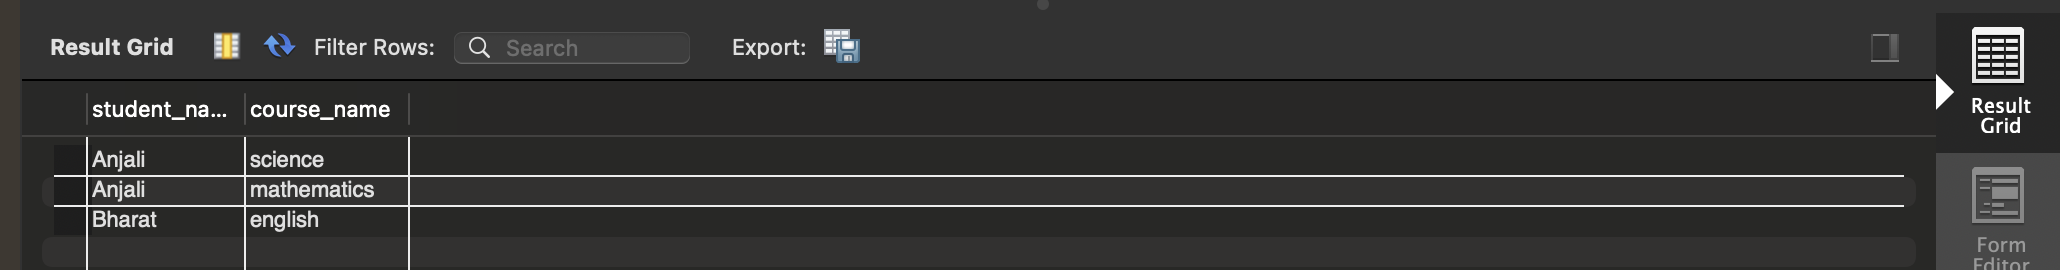 Result Grid Filter Rows: Search Export:
student_na... course_name
Anjali science
Anjali mathematics
Bharat english
Result
Grid
Form
Editor